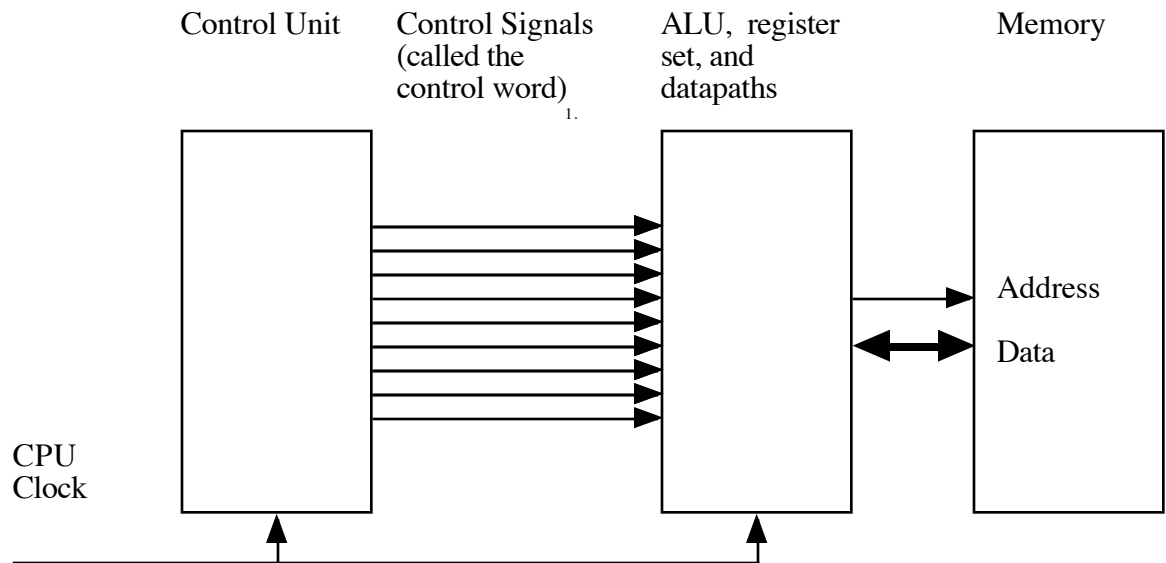 Control Unit
Control Signals
(called the
control word)
1.
ALU, register
set, and
datapaths
Memory
Address
Data
CPU
Clock